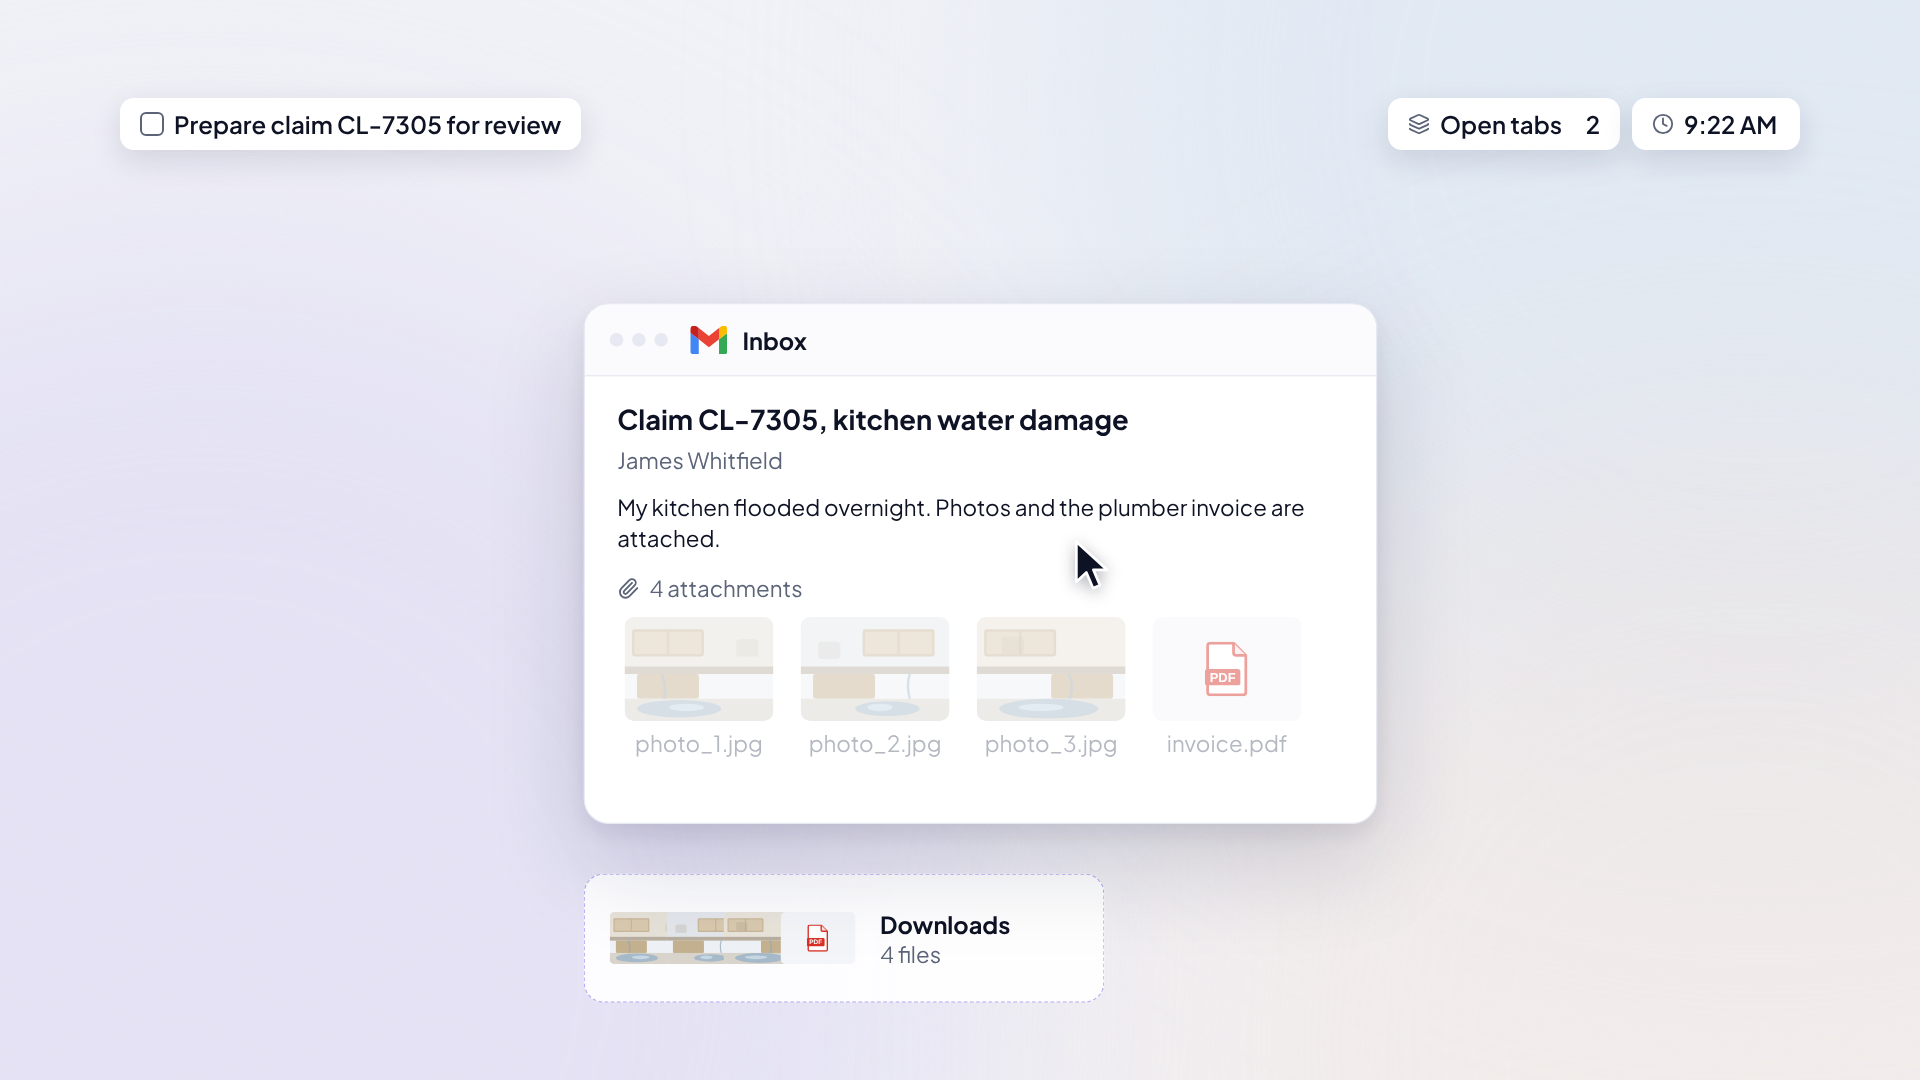 Prepare claim CL-7305 for review
Open tabs 2
9:22 AM
Inbox
Claim CL-7305, kitchen water damage
James Whitfield
My kitchen flooded overnight. Photos and the plumber invoice are
attached.
4 attachments
PDF
photo_1.jpg
photo_2.jpg
photo_3.jpg
invoice.pdf
PDF
Downloads
4 files